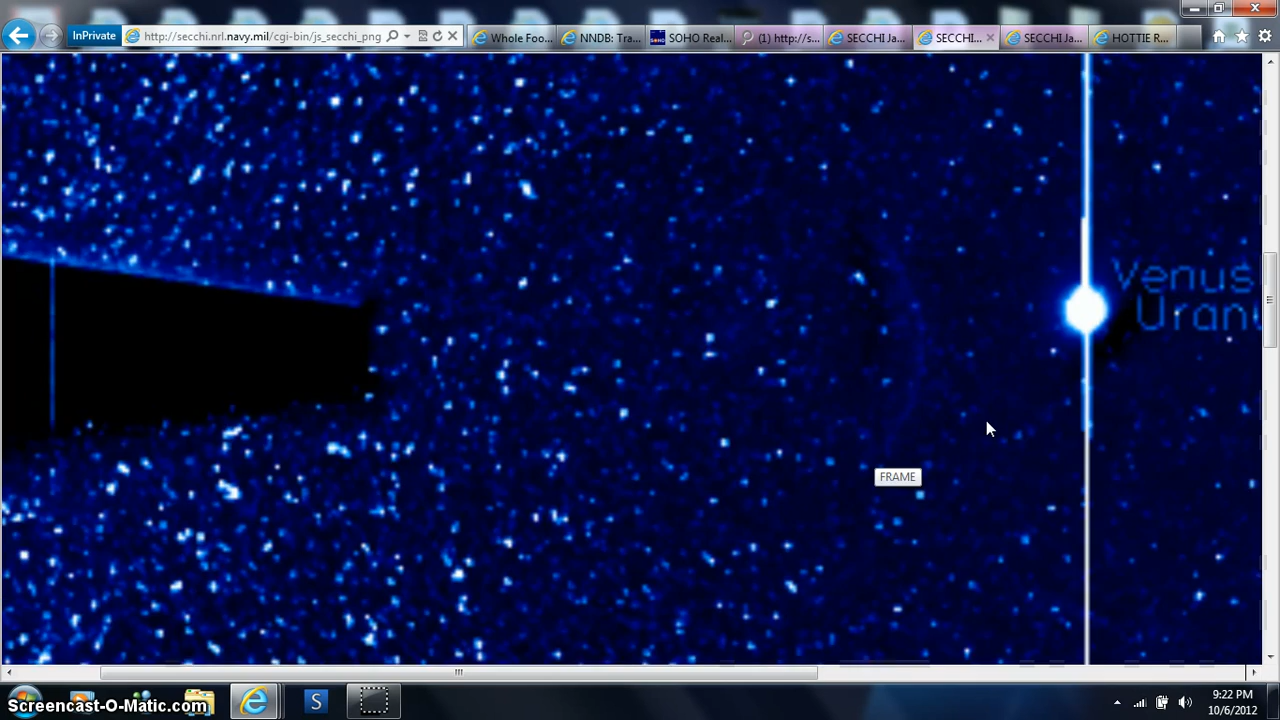 InPrivate
http://secchi.nrl.navy.mil/cgi-bin/js_secchi_png
Whole Foo...
NNDB: Tra...
SOHO Real...
(1) http://s...
SECCHI Ja...
SECCHI...
SECCHI Ja...
HOTTIE R...
Venus
Uranu
FRAME
Screencast-O-Matic.com
9:22 PM
10/6/2012